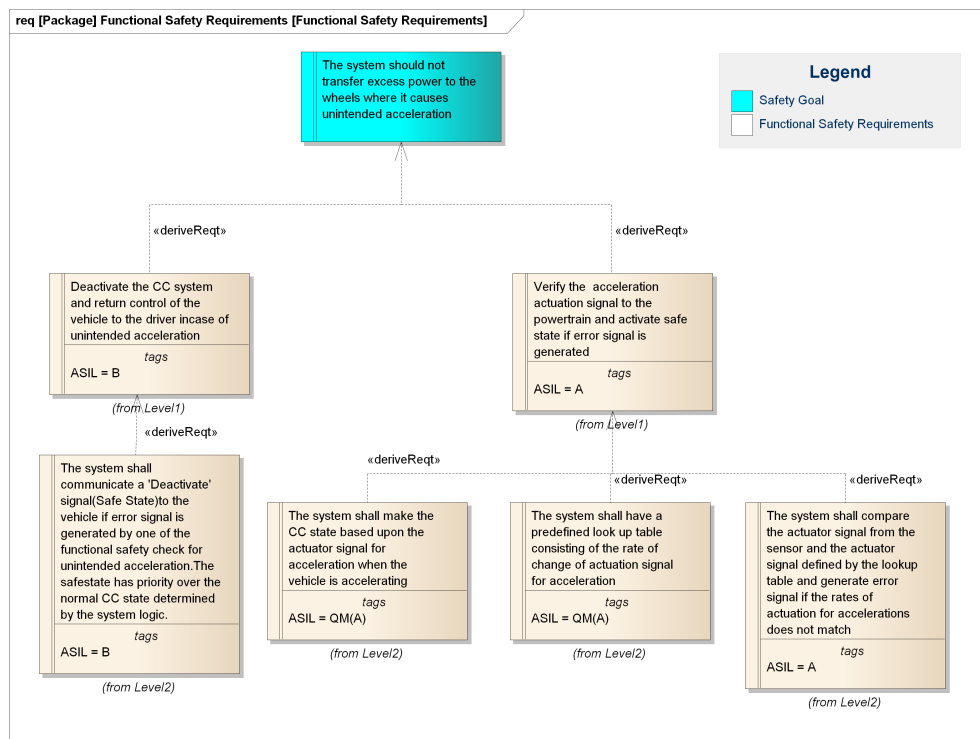 req [Package] Functional Safety Requirements [Functional Safety Requirements]
The system should not
transfer excess power to the
wheels where it causes
unintended acceleration
Legend
Safety Goal
Functional Safety Requirements
«deriveReqt»
«deriveReqt»
Deactivate the CC system
and return control of the
vehicle to the driver incase of
unintended acceleration
tags
ASIL = B
(from Level1)
Verify the  acceleration
actuation signal to the
powertrain and activate safe
state if error signal is
generated
tags
ASIL = A
(from Level1)
«deriveReqt»
«deriveReqt»
«deriveReqt»
«deriveReqt»
The system shall
communicate a 'Deactivate'
signal(Safe State)to the
vehicle if error signal is
generated by one of the
functional safety check for
unintended acceleration.The
safestate has priority over the
normal CC state determined
by the system logic.
tags
ASIL = B
(from Level2)
The system shall make the
CC state based upon the
actuator signal for
acceleration when the
vehicle is accelerating
tags
ASIL = QM(A)
(from Level2)
The system shall have a
predefined look up table
consisting of the rate of
change of actuation signal
for acceleration
tags
ASIL = QM(A)
(from Level2)
The system shall compare
the actuator signal from the
sensor and the actuator
signal defined by the lookup
table and generate error
signal if the rates of
actuation for accelerations
does not match
tags
ASIL = A
(from Level2)